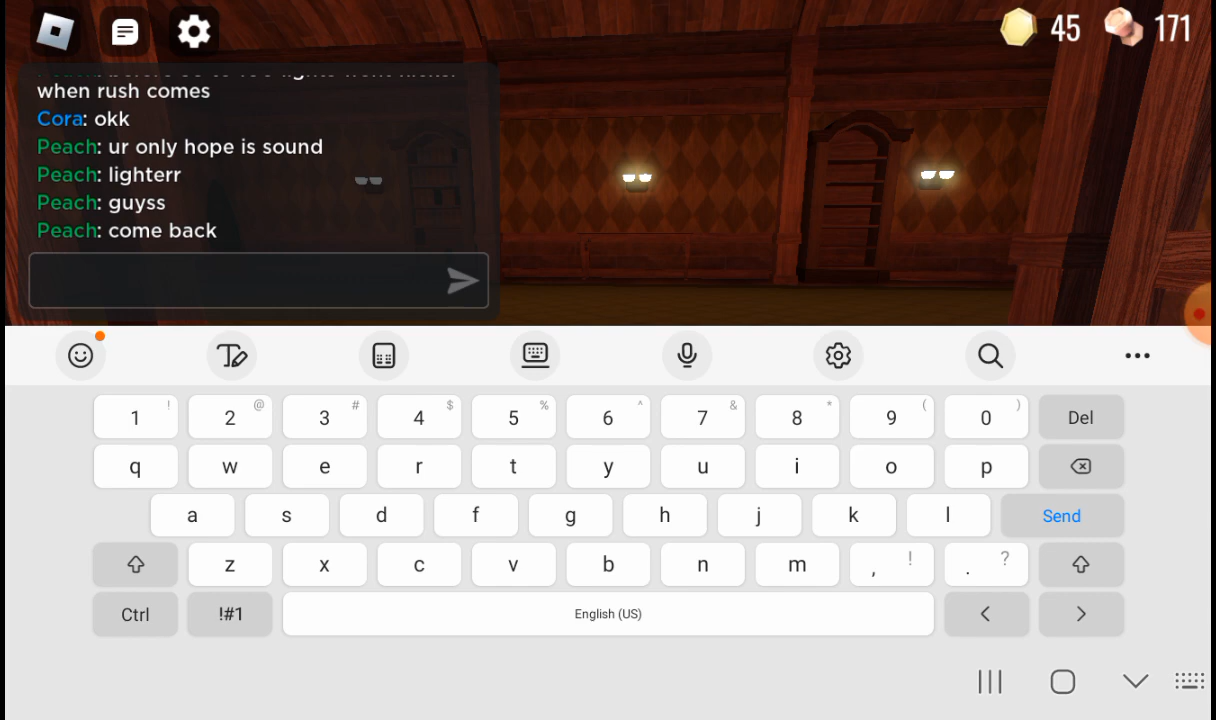 45
171
when rush comes
Cora: okk
Peach: ur only hope is sound
Peach: lighterr
Peach: guyss
Peach: come back
1 ! 2 @ 3 # 4 $ 5 % 6 ^ 7 & 8 * 9 ( 0 ) Del
q w e r t y u i o p
a s d f g h j k l Send
z x c v b n m , ! . ?
Ctrl !#1 English (US) < >